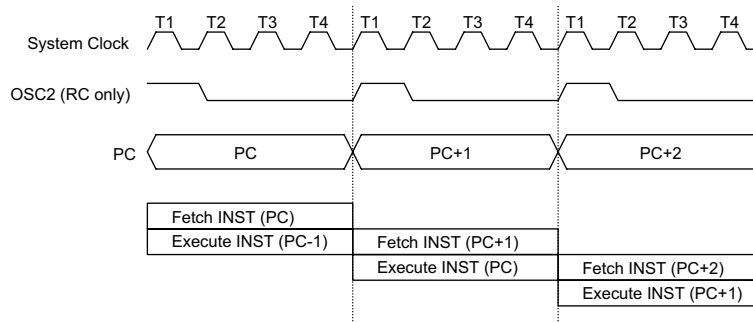 T1 T2 T3 T4 T1 T2 T3 T4 T1 T2 T3 T4
System Clock
OSC2 (RC only)
PC PC PC+1 PC+2
Fetch INST (PC)
Execute INST (PC-1) Fetch INST (PC+1)
Execute INST (PC) Fetch INST (PC+2)
Execute INST (PC+1)